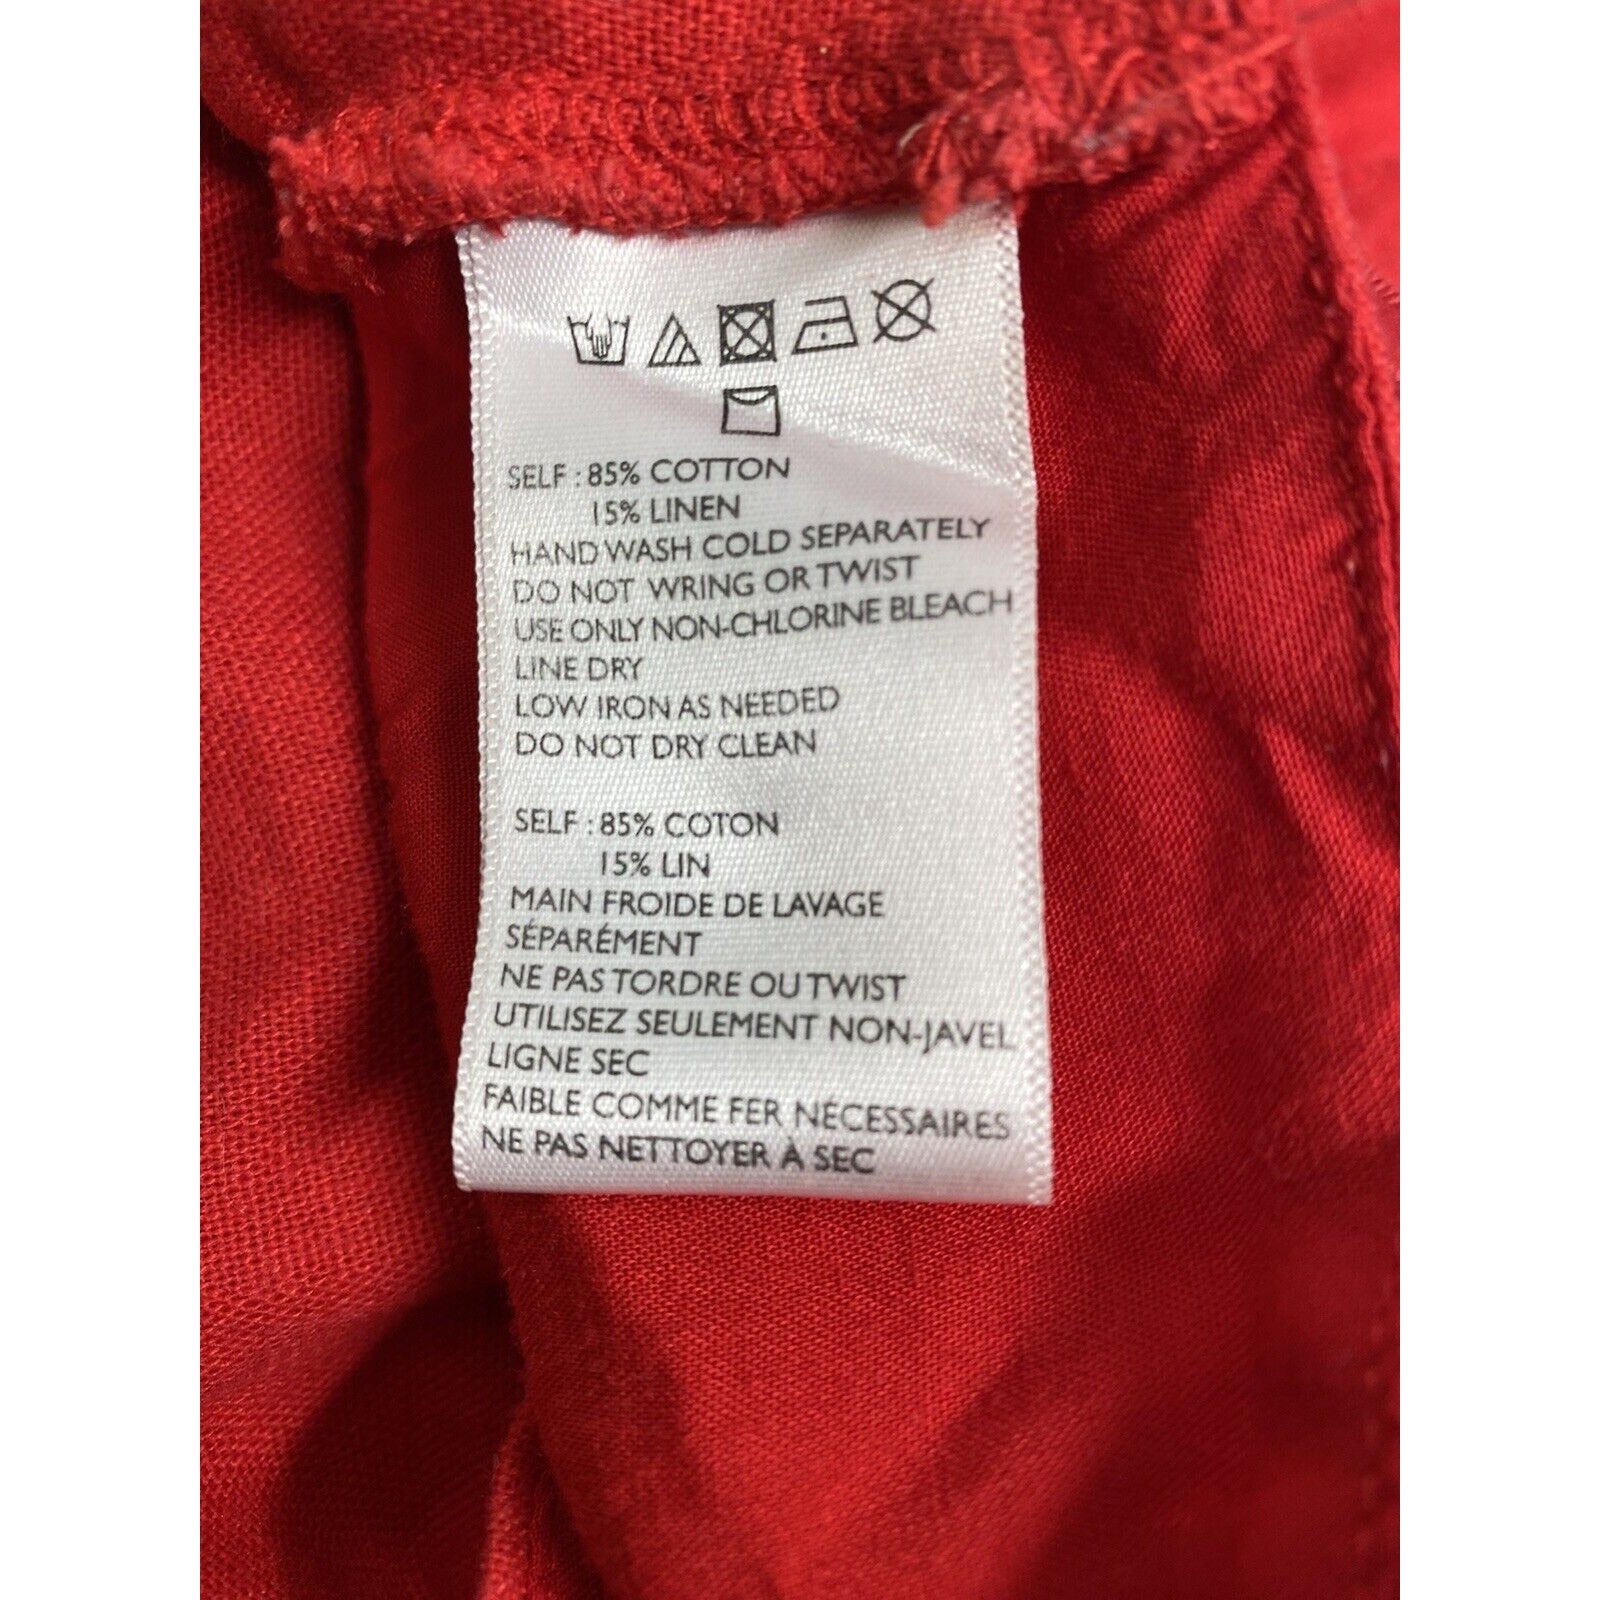 SELF : 85% COTTON
15% LINEN
HAND WASH COLD SEPARATELY
DO NOT WRING OR TWIST
USE ONLY NON-CHLORINE BLEACH
LINE DRY
LOW IRON AS NEEDED
DO NOT DRY CLEAN
SELF : 85% COTON
15% LIN
MAIN FROIDE DE LAVAGE
SÉPARÉMENT
NE PAS TORDRE OU TWIST
UTILISEZ SEULEMENT NON-JAVEL
LIGNE SEC
FAIBLE COMME FER NÉCESSAIRES
NE PAS NETTOYER À SEC